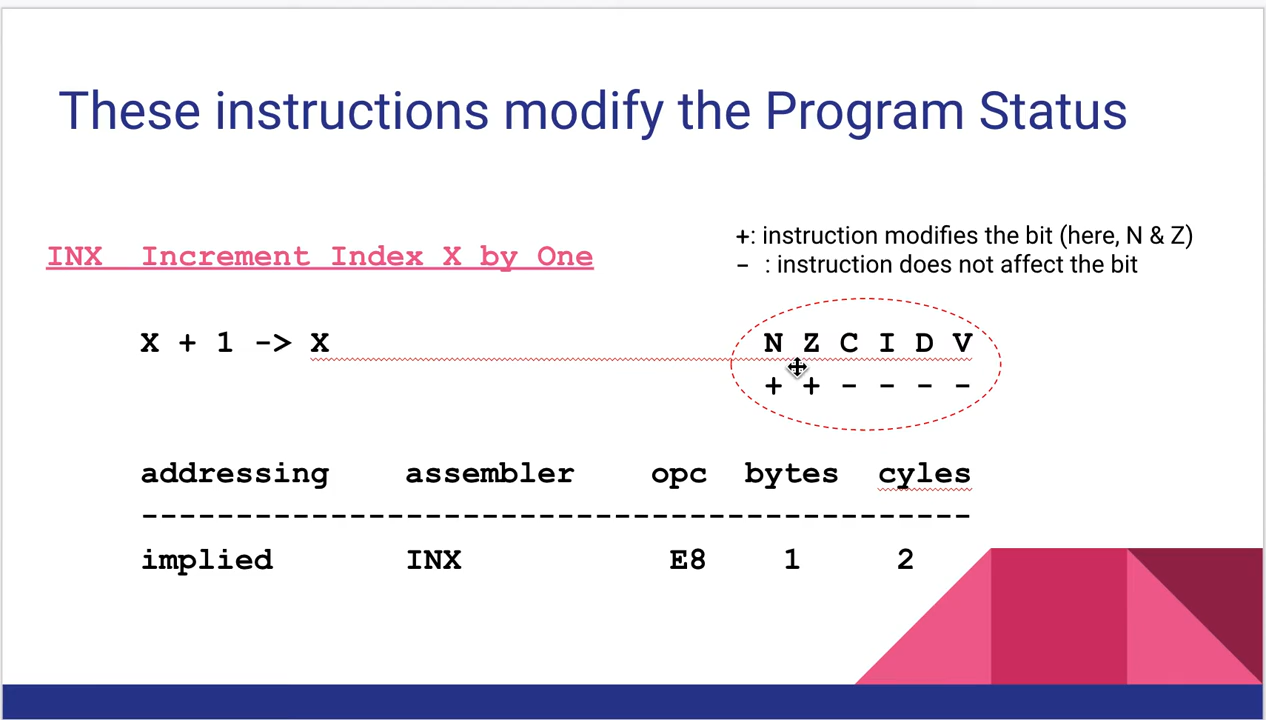 These instructions modify the Program Status
+: instruction modifies the bit (here, N & Z)
- : instruction does not affect the bit
INX Increment Index X by One
X + 1 -> X N Z C I D V
+ + - - - -
addressing assembler opc bytes cyles
--------------------------------------------
implied INX E8 1 2